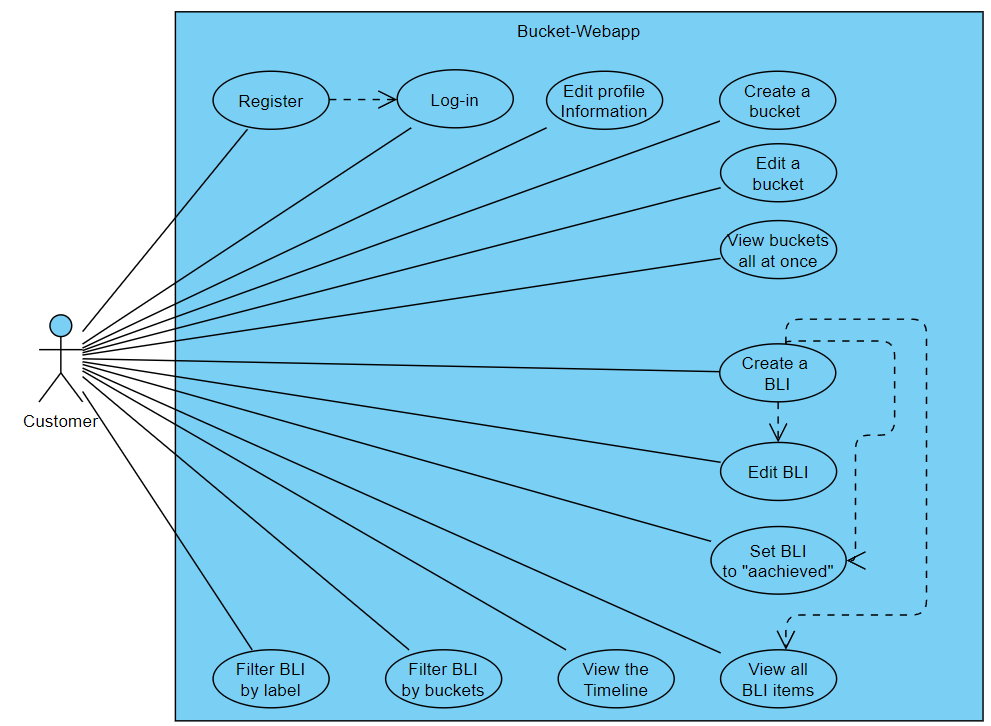 Bucket-Webapp
Register
Log-in
Edit profile
Information
Create a
bucket
Edit a
bucket
View buckets
all at once
Customer
Create a
BLI
Edit BLI
Set BLI
to "aachieved"
Filter BLI
by label
Filter BLI
by buckets
View the
Timeline
View all
BLI items